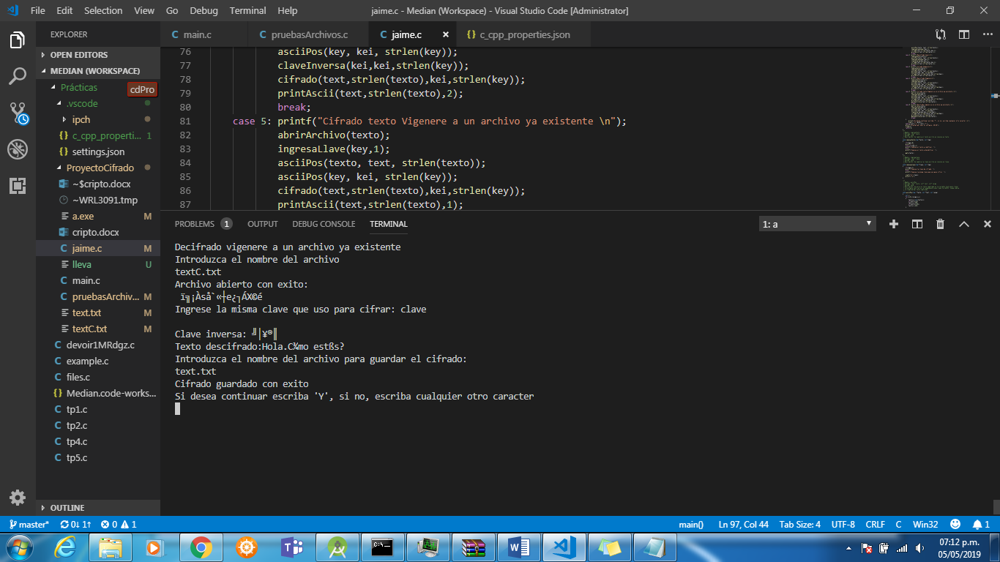 File Edit Selection View Go Debug Terminal Help
jaime.c - Median (Workspace) - Visual Studio Code [Administrator]
EXPLORER
OPEN EDITORS
MEDIAN (WORKSPACE)
Prácticas
cdPro
.vscode
ipch
{} c_cpp_properti... 1
{} settings.json
ProyectoCifrado
~$cripto.docx
~WRL3091.tmp
a.exe M
cripto.docx
C jaime.c M
lleva U
C main.c
C pruebasArchiv... M
text.txt M
textC.txt M
C devoir1MRdgz.c
C example.c
C files.c
{} Median.code-works...
C tp1.c
C tp2.c
C tp4.c
C tp5.c
OUTLINE
C main.c C pruebasArchivos.c C jaime.c × {} c_cpp_properties.json
76 asciiPos(key, kei, strlen(key));
77 claveInversa(kei,kei,strlen(key));
78 cifrado(text,strlen(texto),kei,strlen(key));
79 printAscii(text,strlen(texto),2);
80 break;
81 case 5: printf("Cifrado texto Vigenere a un archivo ya existente \n");
82 abrirArchivo(texto);
83 ingresaLlave(key,1);
84 asciiPos(texto, text, strlen(texto));
85 asciiPos(key, kei, strlen(key));
86 cifrado(text,strlen(texto),kei,strlen(key));
87 printAscii(text,strlen(texto),1);
PROBLEMS 1 OUTPUT DEBUG CONSOLE TERMINAL
1: a
Decifrado vigenere a un archivo ya existente
Introduzca el nombre del archivo
textC.txt
Archivo abierto con exito:
ï╗¡Àså`«┼e¿┐ÁX©é
Ingrese la misma clave que uso para cifrar: clave
Clave inversa: ╝│¥®║
Texto descifrado:Hola.C¾mo estßs?
Introduzca el nombre del archivo para guardar el cifrado:
text.txt
Cifrado guardado con exito
Si desea continuar escriba 'Y', si no, escriba cualquier otro caracter
master* 0↓ 1↑ 0 1
main() Ln 97, Col 44 Tab Size: 4 UTF-8 CRLF C Win32 1
07:12 p.m.
05/05/2019